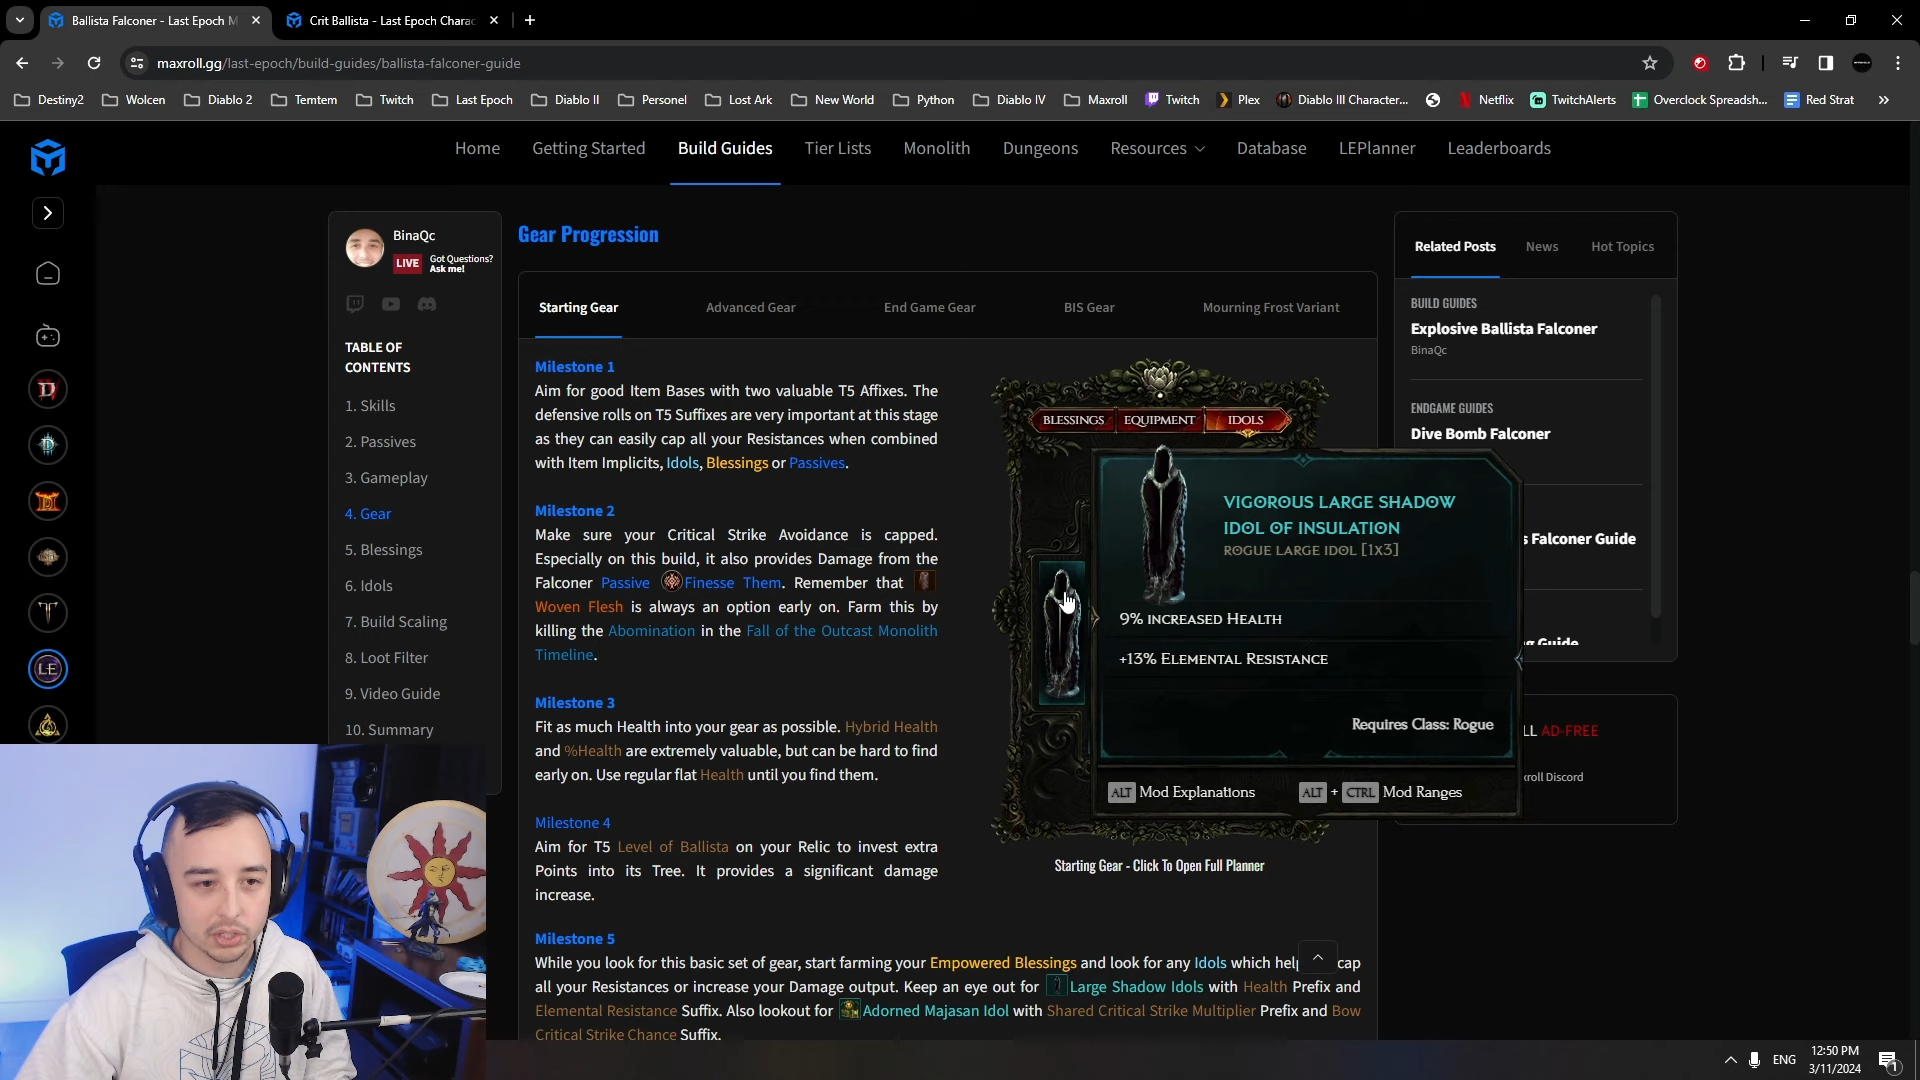 Ballista Falconer - Last Epoch M
Crit Ballista - Last Epoch Charac
maxroll.gg/last-epoch/build-guides/ballista-falconer-guide
Destiny2
Wolcen
Diablo 2
Temtem
Twitch
Last Epoch
Diablo II
Personel
Lost Ark
New World
Python
Diablo IV
Maxroll
Twitch
Plex
Diablo III Character...
Netflix
TwitchAlerts
Overclock Spreadsh...
Red Strat
Home
Getting Started
Build Guides
Tier Lists
Monolith
Dungeons
Resources
Database
LEPlanner
Leaderboards
BinaQc
LIVE
Got Questions?
Ask me!
TABLE OF
CONTENTS
1. Skills
2. Passives
3. Gameplay
4. Gear
5. Blessings
6. Idols
7. Build Scaling
8. Loot Filter
9. Video Guide
10. Summary
Gear Progression
Starting Gear
Advanced Gear
End Game Gear
BIS Gear
Mourning Frost Variant
Milestone 1
Aim for good Item Bases with two valuable T5 Affixes. The
defensive rolls on T5 Suffixes are very important at this stage
as they can easily cap all your Resistances when combined
with Item Implicits, Idols, Blessings or Passives.
Milestone 2
Make sure your Critical Strike Avoidance is capped.
Especially on this build, it also provides Damage from the
Falconer Passive Finesse Them. Remember that
Woven Flesh is always an option early on. Farm this by
killing the Abomination in the Fall of the Outcast Monolith
Timeline.
Milestone 3
Fit as much Health into your gear as possible. Hybrid Health
and %Health are extremely valuable, but can be hard to find
early on. Use regular flat Health until you find them.
Milestone 4
Aim for T5 Level of Ballista on your Relic to invest extra
Points into its Tree. It provides a significant damage
increase.
Milestone 5
While you look for this basic set of gear, start farming your Empowered Blessings and look for any Idols which help cap
all your Resistances or increase your Damage output. Keep an eye out for Large Shadow Idols with Health Prefix and
Elemental Resistance Suffix. Also lookout for Adorned Majasan Idol with Shared Critical Strike Multiplier Prefix and Bow
Critical Strike Chance Suffix.
BLESSINGS
EQUIPMENT
IDOLS
VIGOROUS LARGE SHADOW
IDOL OF INSULATION
ROGUE LARGE IDOL [1X3]
9% INCREASED HEALTH
+13% ELEMENTAL RESISTANCE
Requires Class: Rogue
ALT Mod Explanations
ALT + CTRL Mod Ranges
Starting Gear - Click To Open Full Planner
Related Posts
News
Hot Topics
BUILD GUIDES
Explosive Ballista Falconer
BinaQc
ENDGAME GUIDES
Dive Bomb Falconer
s Falconer Guide
g Guide
LL AD-FREE
xroll Discord
LE
ENG
12:50 PM
3/11/2024
1